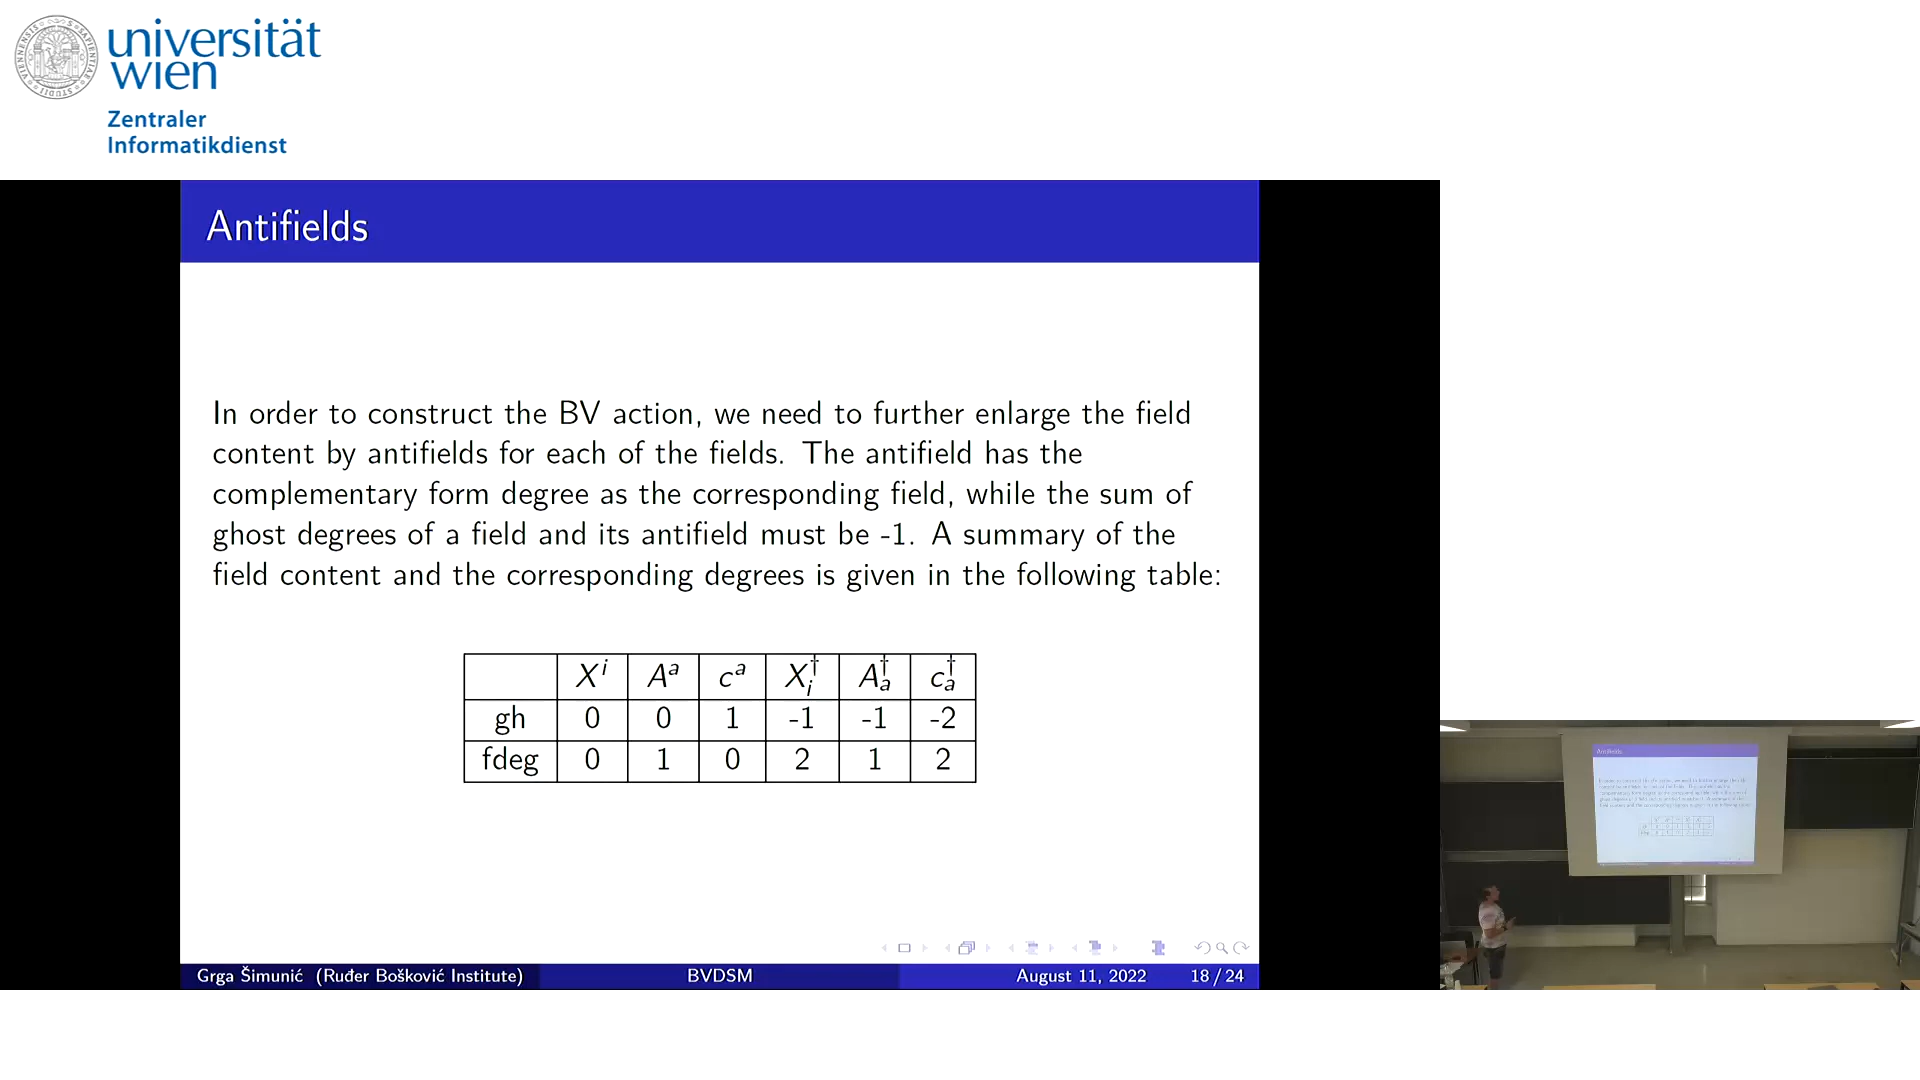 universität
wien
Zentraler
Informatikdienst
Antifields
In order to construct the BV action, we need to further enlarge the field
content by antifields for each of the fields. The antifield has the
complementary form degree as the corresponding field, while the sum of
ghost degrees of a field and its antifield must be -1. A summary of the
field content and the corresponding degrees is given in the following table:
X^i A^a c^a X_i^† A_a^† c_a^†
gh 0 0 1 -1 -1 -2
fdeg 0 1 0 2 1 2
Grga Šimunić (Ruđer Bošković Institute) BVDSM August 11, 2022 18 / 24
Antifields